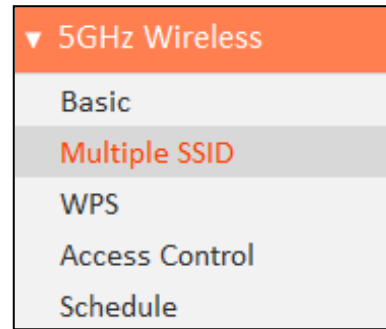 ▼ 5GHz Wireless
Basic
Multiple SSID
WPS
Access Control
Schedule